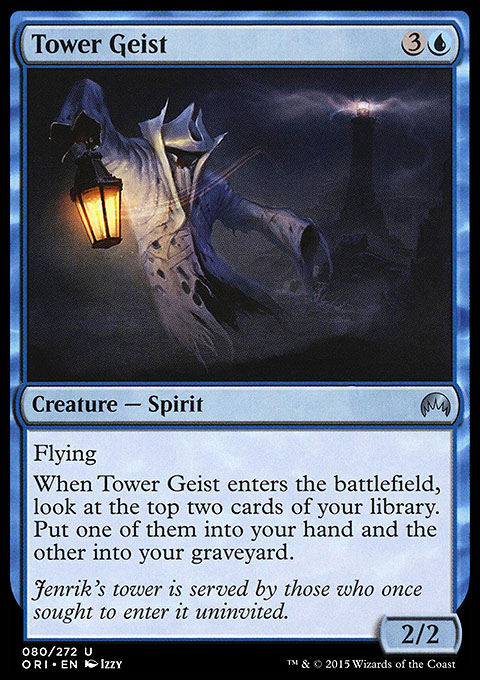 Tower Geist 3
Creature — Spirit
Flying
When Tower Geist enters the battlefield,
look at the top two cards of your library.
Put one of them into your hand and the
other into your graveyard.
Jenrik's tower is served by those who once
sought to enter it uninvited.
2/2
080/272 U
ORI • EN Izzy
™ & © 2015 Wizards of the Coast